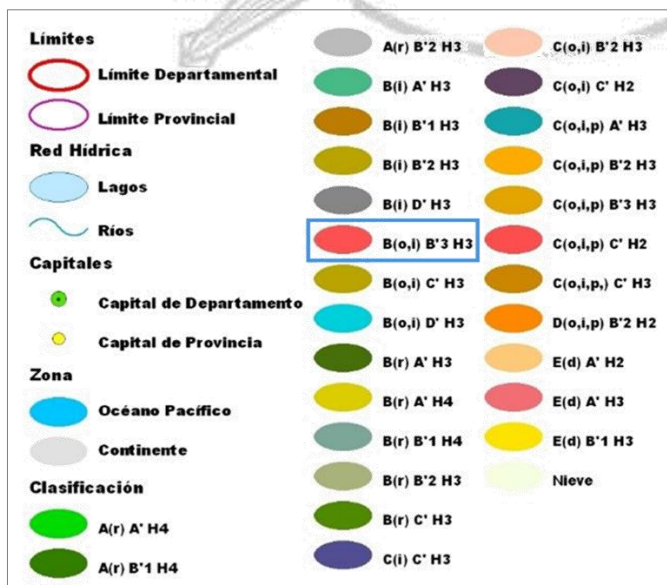 Límites
Límite Departamental
Límite Provincial
Red Hídrica
Lagos
Ríos
Capitales
Capital de Departamento
Capital de Provincia
Zona
Océano Pacífico
Continente
Clasificación
A(r) A' H4
A(r) B'1 H4
A(r) B'2 H3
B(i) A' H3
B(i) B'1 H3
B(i) B'2 H3
B(i) D' H3
B(o,i) B'3 H3
B(o,i) C' H3
B(o,i) D' H3
B(r) A' H3
B(r) A' H4
B(r) B'1 H4
B(r) B'2 H3
B(r) C' H3
C(i) C' H3
C(o,i) B'2 H3
C(o,i) C' H2
C(o,i,p) A' H3
C(o,i,p) B'2 H3
C(o,i,p) B'3 H3
C(o,i,p) C' H2
C(o,i,p,) C' H3
D(o,i,p) B'2 H2
E(d) A' H2
E(d) A' H3
E(d) B'1 H3
Nieve